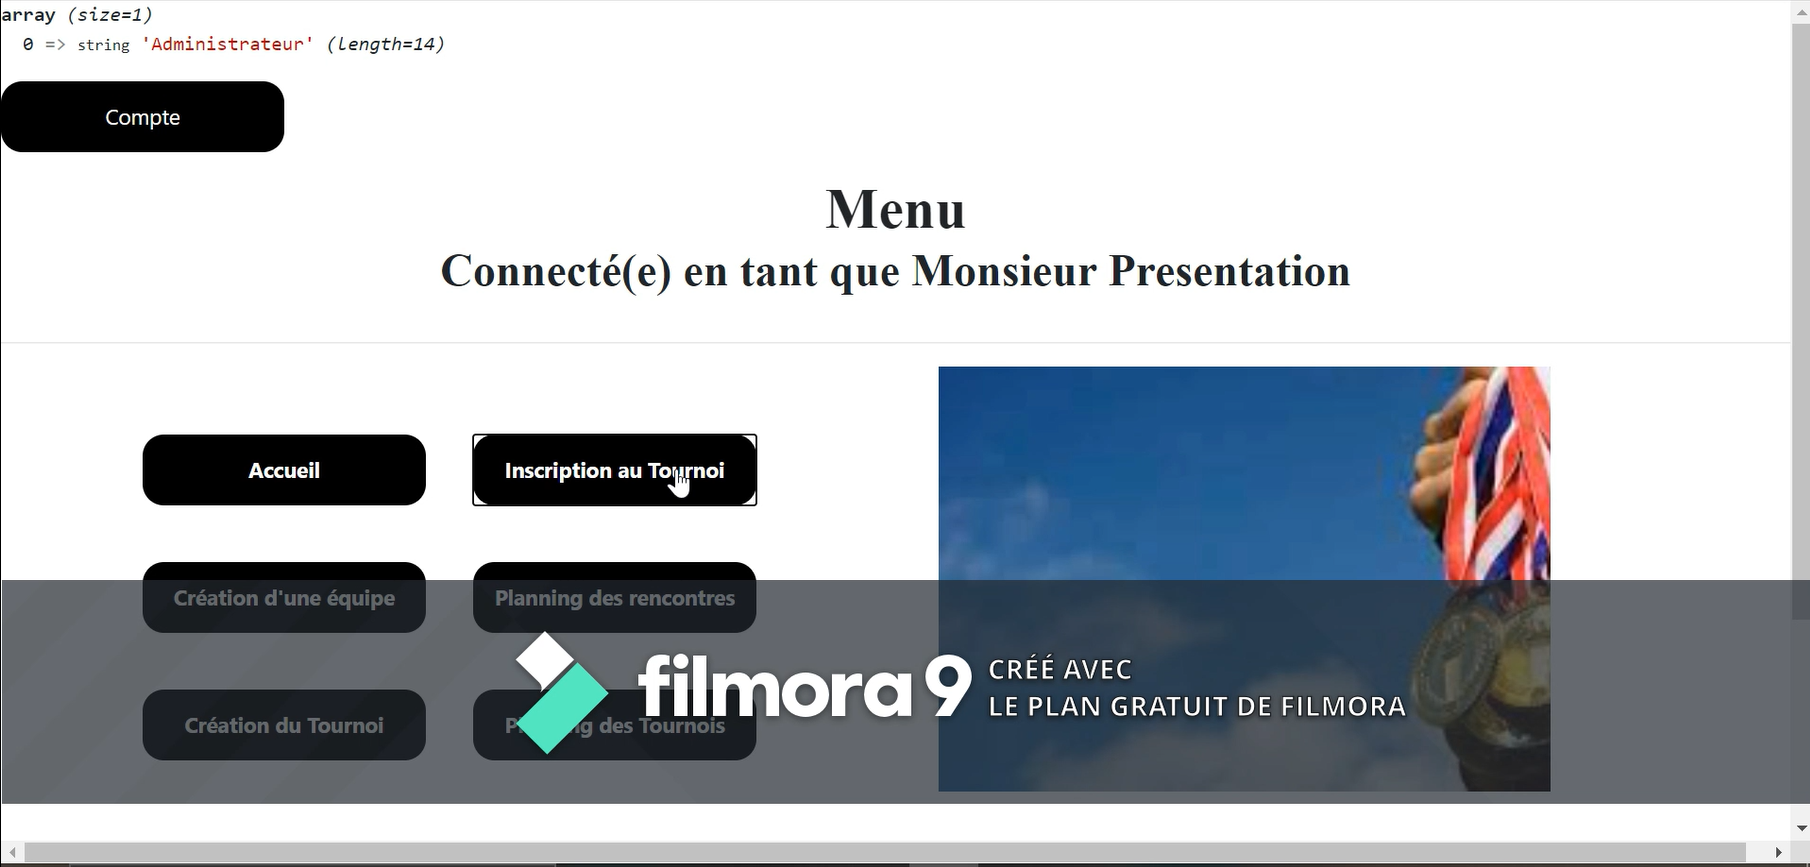 array (size=1)
0 => string 'Administrateur' (length=14)
Compte
Menu
Connecté(e) en tant que Monsieur Presentation
Accueil
Inscription au Tournoi
Création d'une équipe
Planning des rencontres
Création du Tournoi
Planning des Tournois
filmora 9
CRÉÉ AVEC
LE PLAN GRATUIT DE FILMORA